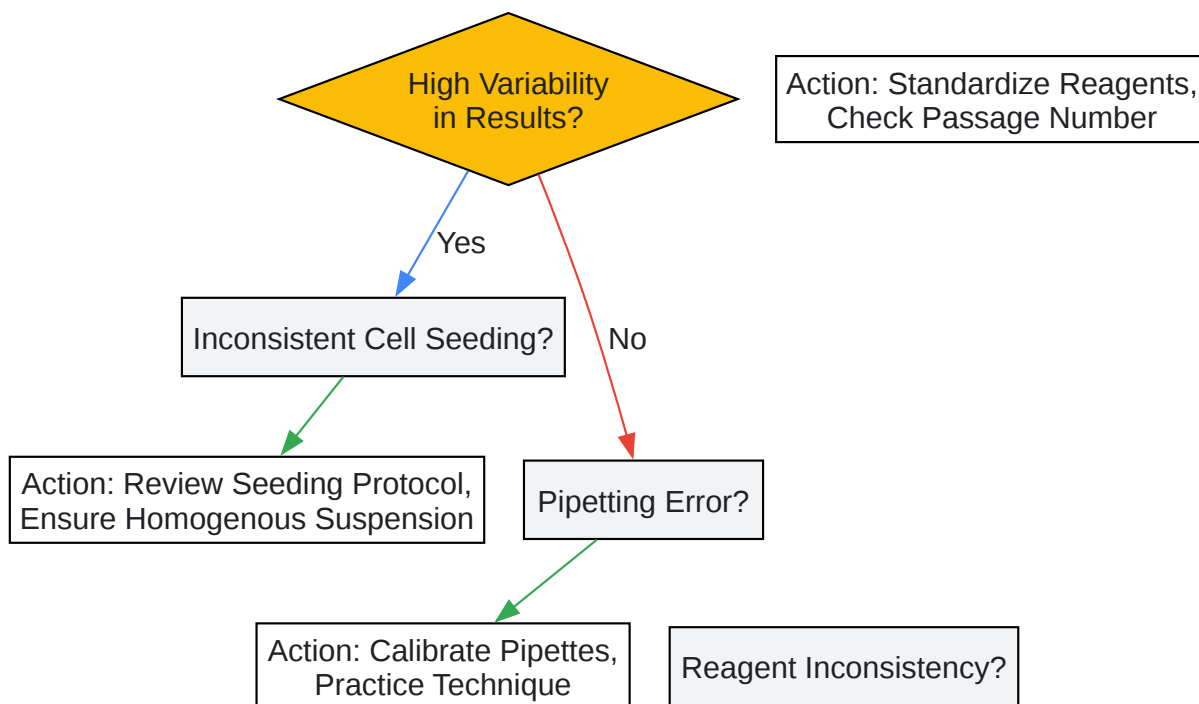 High Variability
in Results?
Action: Standardize Reagents,
Check Passage Number
Yes
Inconsistent Cell Seeding?
No
Action: Review Seeding Protocol,
Ensure Homogenous Suspension
Pipetting Error?
Action: Calibrate Pipettes,
Practice Technique
Reagent Inconsistency?